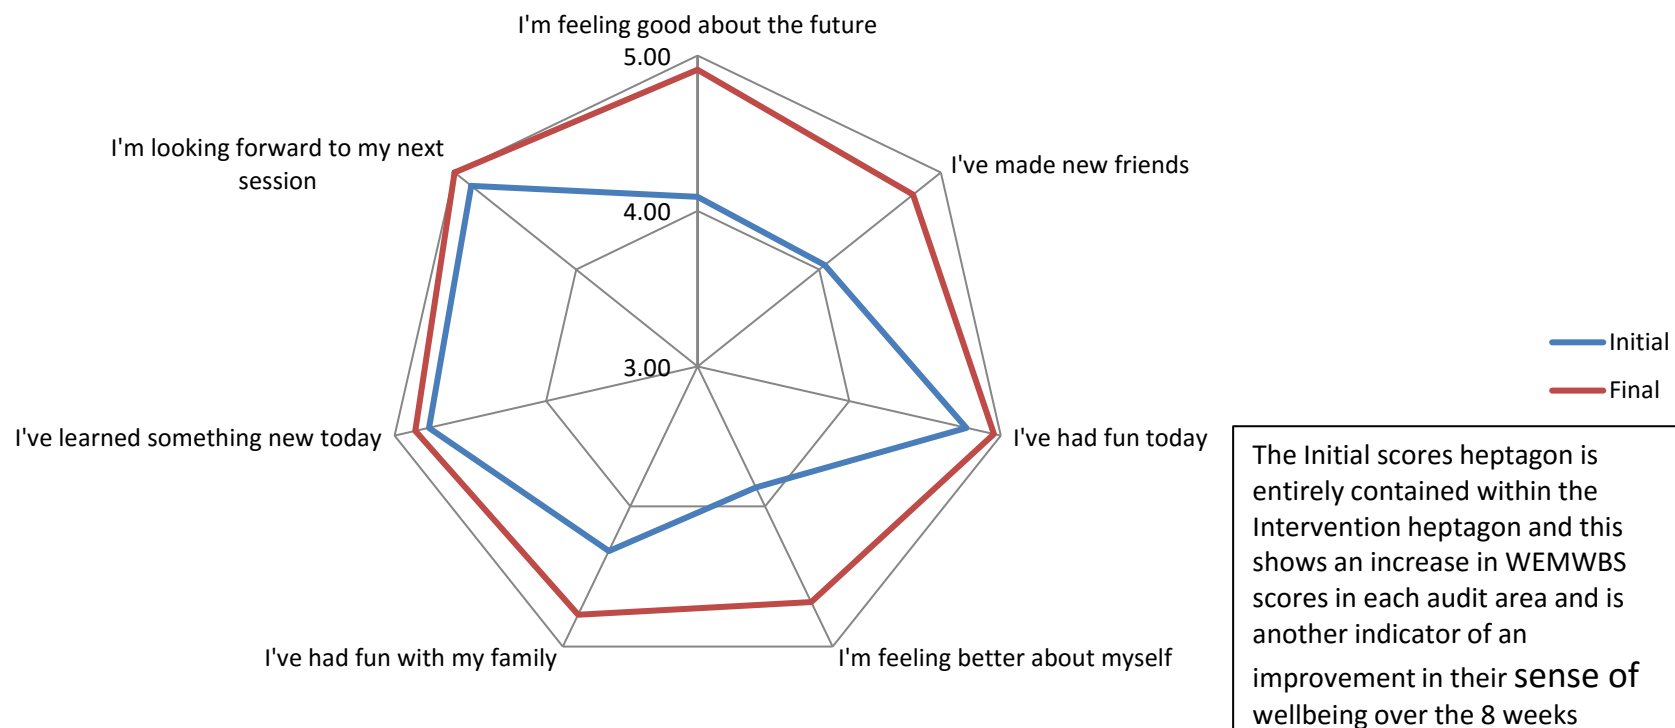 I'm feeling good about the future
5.00
I'm looking forward to my next
session
I've made new friends
4.00
3.00
Initial
Final
I've learned something new today
I've had fun today
I've had fun with my family
I'm feeling better about myself
The Initial scores heptagon is
entirely contained within the
Intervention heptagon and this
shows an increase in WEMWBS
scores in each audit area and is
another indicator of an
improvement in their sense of
wellbeing over the 8 weeks